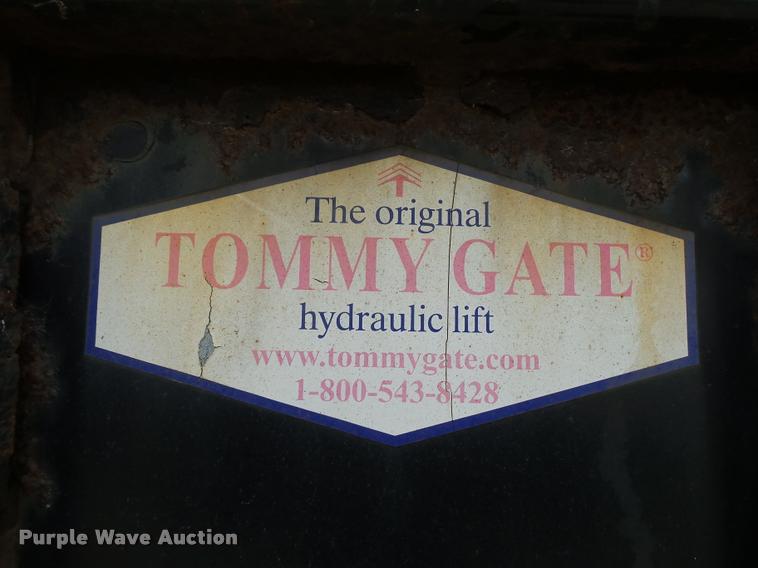 The original
TOMMY GATE®
hydraulic lift
www.tommygate.com
1-800-543-8428
Purple Wave Auction